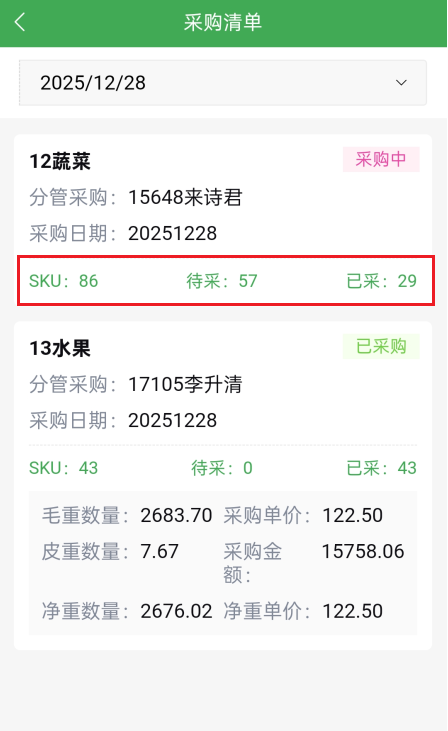 采购清单
2025/12/28
12蔬菜 采购中
分管采购：15648来诗君
采购日期：20251228
SKU：86 待采：57 已采：29
13水果 已采购
分管采购：17105李升清
采购日期：20251228
SKU：43 待采：0 已采：43
毛重数量：2683.70 采购单价：122.50
皮重数量：7.67 采购金额：15758.06
净重数量：2676.02 净重单价：122.50